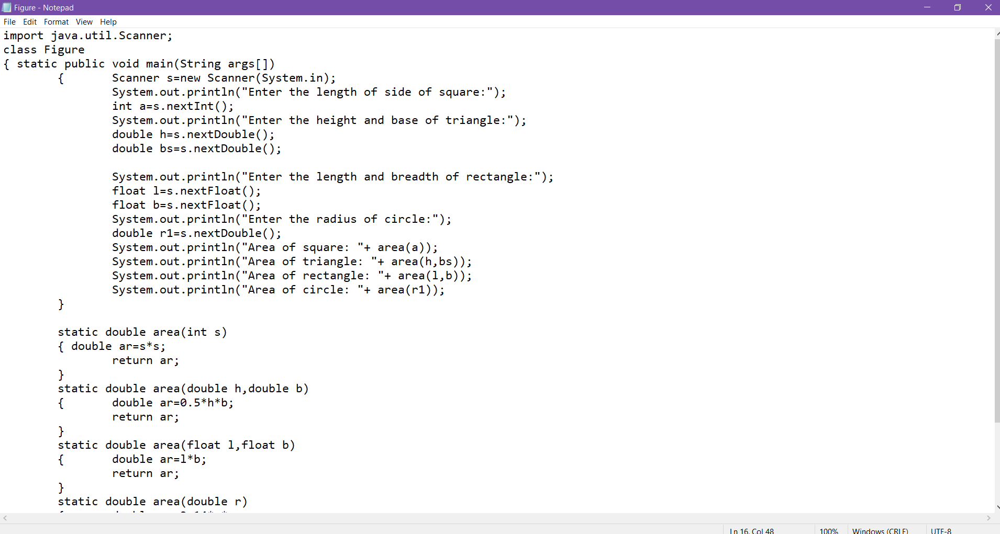 Figure - Notepad
File Edit Format View Help
import java.util.Scanner;
class Figure
{ static public void main(String args[])
{ Scanner s=new Scanner(System.in);
System.out.println("Enter the length of side of square:");
int a=s.nextInt();
System.out.println("Enter the height and base of triangle:");
double h=s.nextDouble();
double bs=s.nextDouble();
System.out.println("Enter the length and breadth of rectangle:");
float l=s.nextFloat();
float b=s.nextFloat();
System.out.println("Enter the radius of circle:");
double r1=s.nextDouble();
System.out.println("Area of square: "+ area(a));
System.out.println("Area of triangle: "+ area(h,bs));
System.out.println("Area of rectangle: "+ area(l,b));
System.out.println("Area of circle: "+ area(r1));
}
static double area(int s)
{ double ar=s*s;
return ar;
}
static double area(double h,double b)
{ double ar=0.5*h*b;
return ar;
}
static double area(float l,float b)
{ double ar=l*b;
return ar;
}
static double area(double r)
Ln 16, Col 48 100% Windows (CRLF) UTF-8